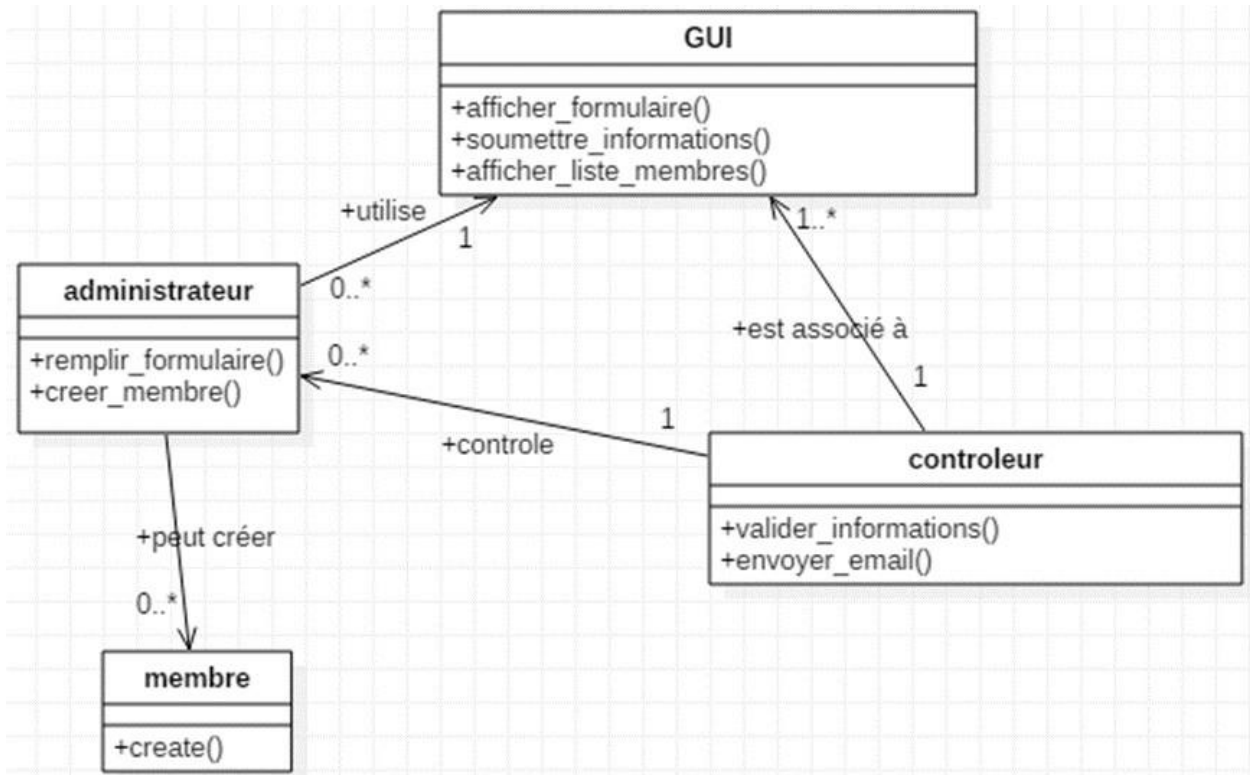 GUI
+afficher_formulaire()
+soumettre_informations()
+afficher_liste_membres()
+utilise
1
0..*
1..*
administrateur
+remplir_formulaire()
+creer_membre()
0..*
+est associé à
1
1
+controle
controleur
+valider_informations()
+envoyer_email()
+peut créer
0..*
membre
+create()